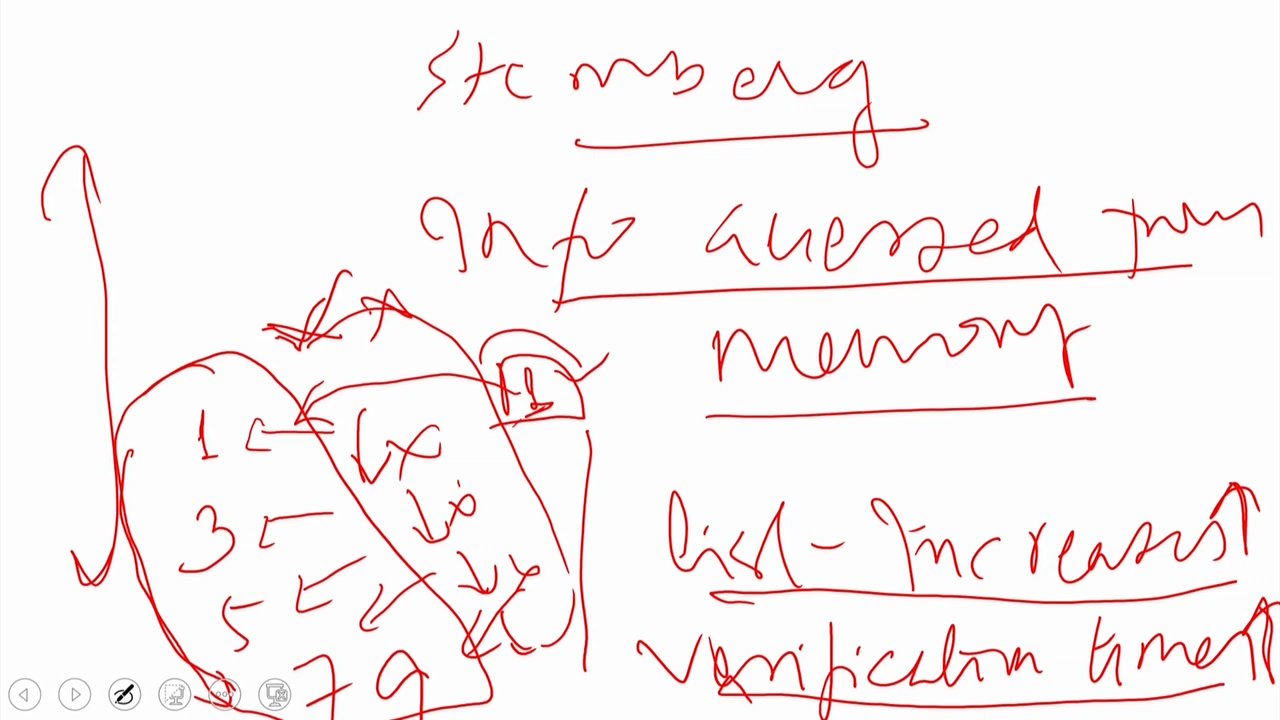 Sternberg
Info accessed from
memory
1
3
5
7 9
List - Increases
verification time